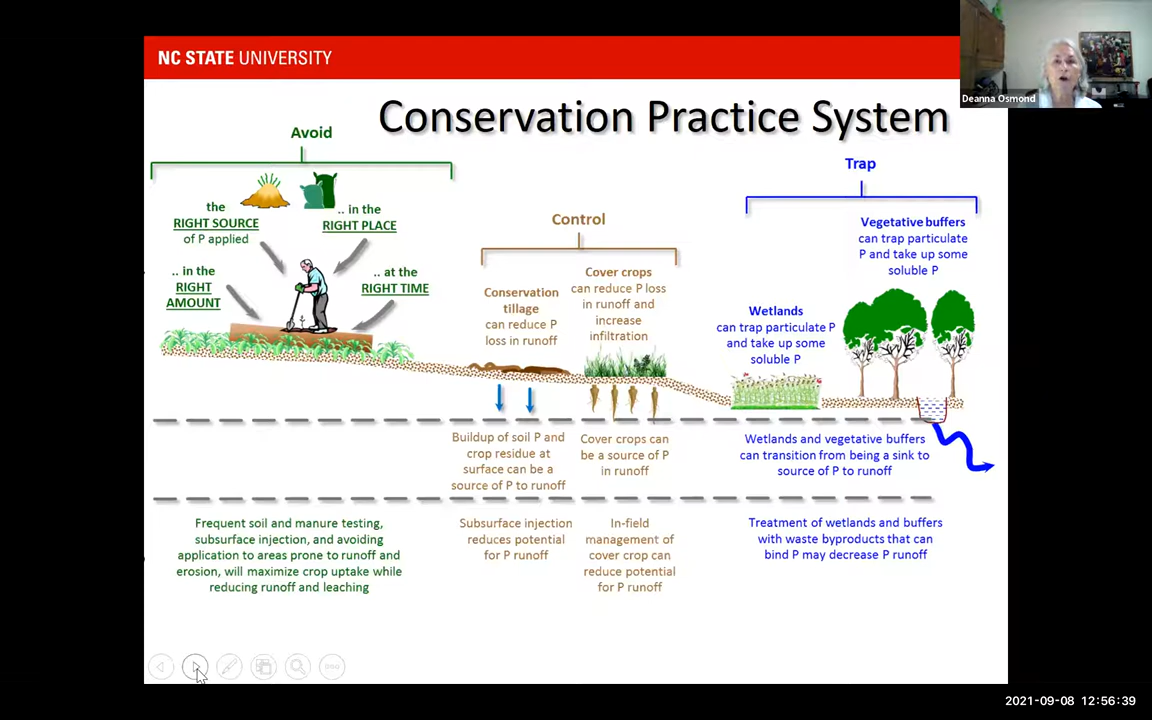 NC STATE UNIVERSITY
Deanna Osmond
Conservation Practice System
Avoid
the
RIGHT SOURCE
of P applied
.. in the
RIGHT PLACE
.. in the
RIGHT
AMOUNT
.. at the
RIGHT TIME
Control
Conservation
tillage
can reduce P
loss in runoff
Cover crops
can reduce P loss
in runoff and
increase
infiltration
Trap
Wetlands
can trap particulate P
and take up some
soluble P
Vegetative buffers
can trap particulate
P and take up some
soluble P
Buildup of soil P and
crop residue at
surface can be a
source of P to runoff
Cover crops can
be a source of P
in runoff
Wetlands and vegetative buffers
can transition from being a sink to
source of P to runoff
Frequent soil and manure testing,
subsurface injection, and avoiding
application to areas prone to runoff and
erosion, will maximize crop uptake while
reducing runoff and leaching
Subsurface injection
reduces potential
for P runoff
In-field
management of
cover crop can
reduce potential
for P runoff
Treatment of wetlands and buffers
with waste byproducts that can
bind P may decrease P runoff
2021-09-08 12:56:39